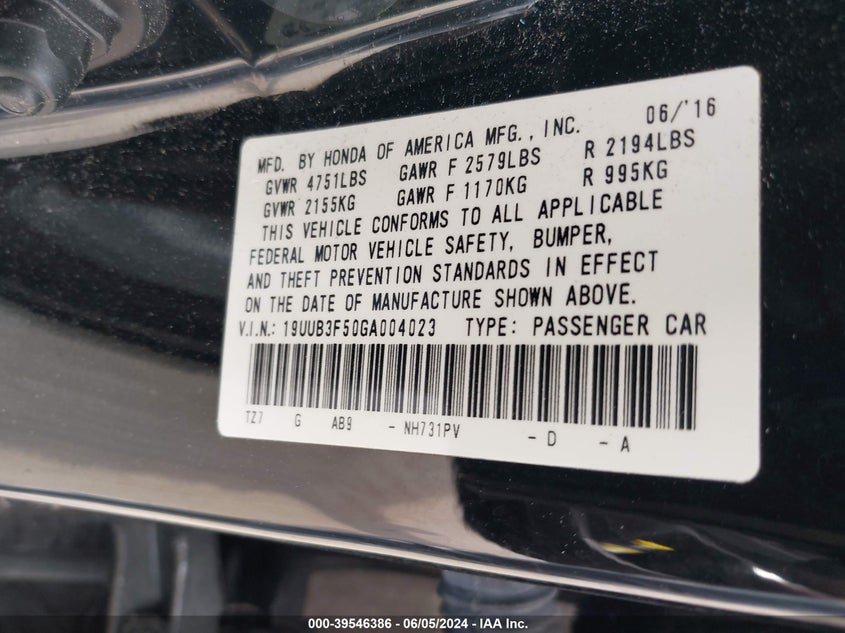 MFD. BY HONDA OF AMERICA MFG., INC. 06/'16
GVWR 4751LBS GAWR F 2579LBS R 2194LBS
GVWR 2155KG GAWR F 1170KG R 995KG
THIS VEHICLE CONFORMS TO ALL APPLICABLE
FEDERAL MOTOR VEHICLE SAFETY, BUMPER,
AND THEFT PREVENTION STANDARDS IN EFFECT
ON THE DATE OF MANUFACTURE SHOWN ABOVE.
V.I.N.: 19UUB3F50GA004023 TYPE: PASSENGER CAR
TZ7 G AB9 - NH731PV - D - A
000-39546386 - 06/05/2024 - IAA Inc.